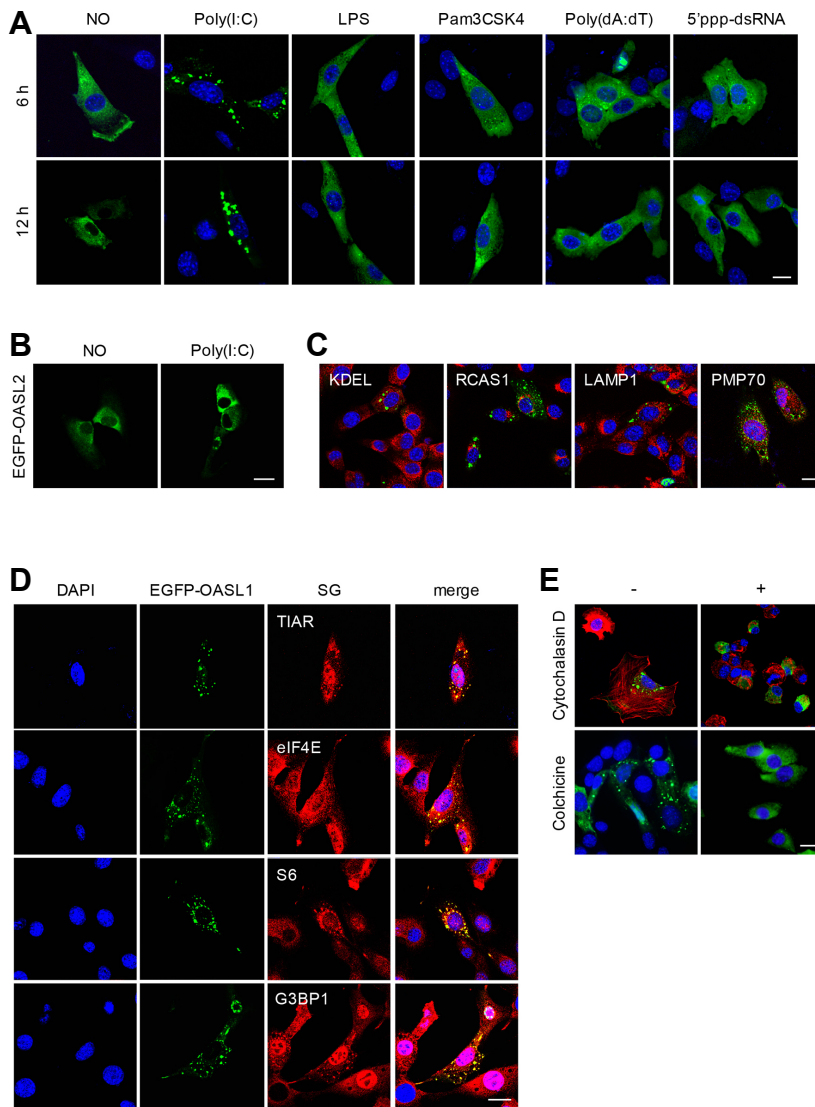 A
NO Poly(I:C) LPS Pam3CSK4 Poly(dA:dT) 5'ppp-dsRNA
6 h
12 h
B
NO Poly(I:C)
EGFP-OASL2
C
KDEL RCAS1 LAMP1 PMP70
D
DAPI EGFP-OASL1 SG merge
TIAR
eIF4E
S6
G3BP1
E
- +
Cytochalasin D
Colchicine